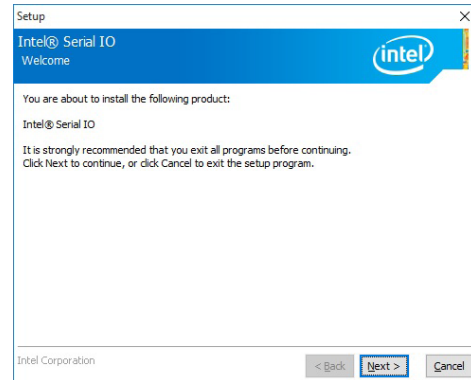 Setup
Intel® Serial IO
Welcome
intel
You are about to install the following product:
Intel® Serial IO
It is strongly recommended that you exit all programs before continuing.
Click Next to continue, or click Cancel to exit the setup program.
Intel Corporation
< Back Next > Cancel